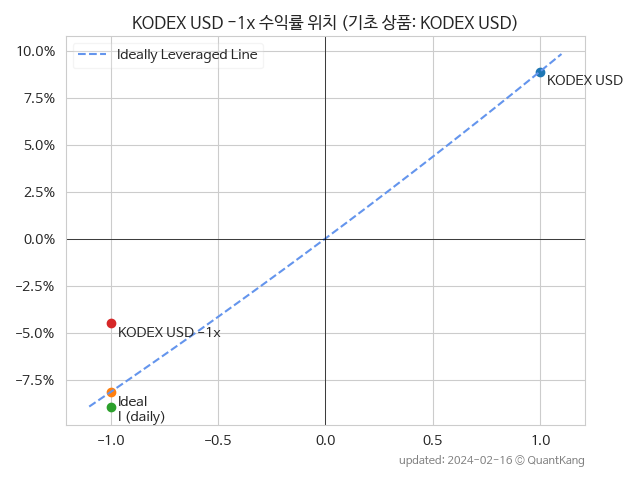 KODEX USD -1x 수익률 위치 (기초 상품: KODEX USD)
Ideally Leveraged Line
10.0%
7.5%
5.0%
2.5%
0.0%
-2.5%
-5.0%
-7.5%
KODEX USD
KODEX USD -1x
Ideal
I (daily)
-1.0 -0.5 0.0 0.5 1.0
updated: 2024-02-16 © QuantKang